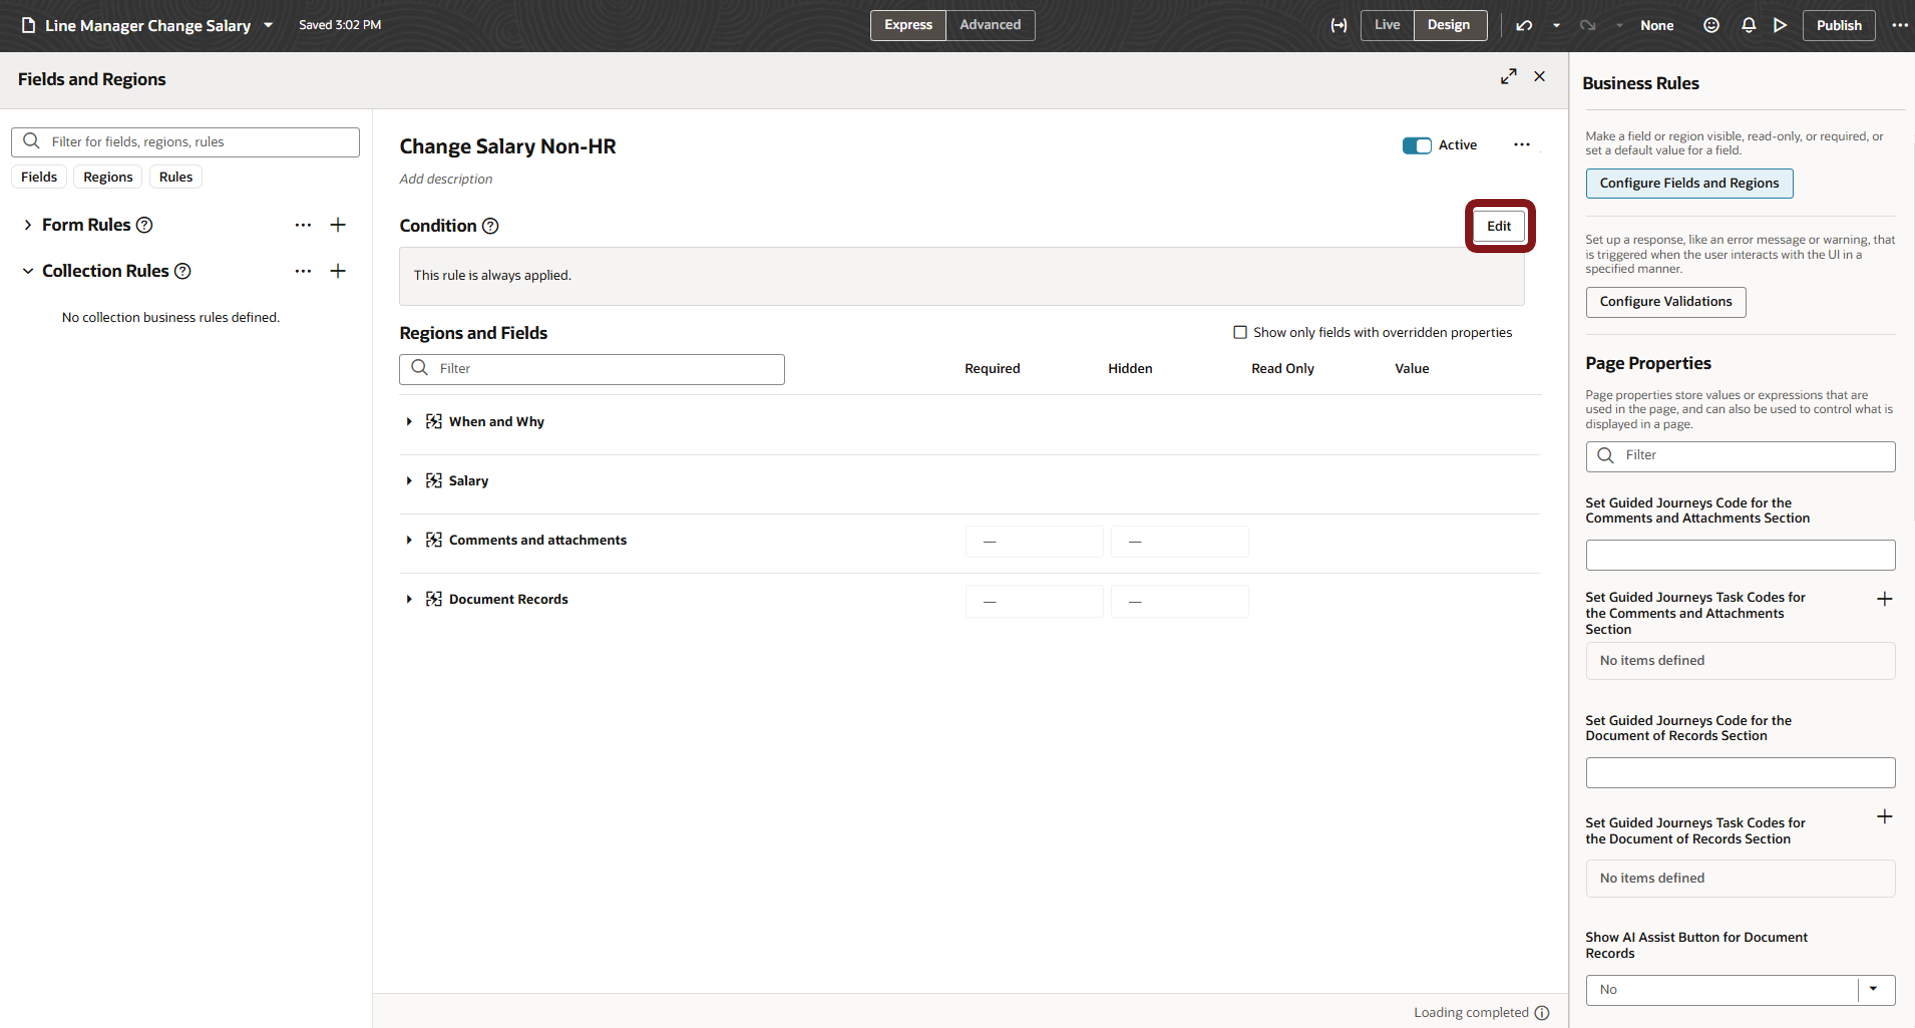 Line Manager Change Salary
Saved 3:02 PM
Express
Advanced
Live
Design
None
Publish
Fields and Regions
Filter for fields, regions, rules
Fields
Regions
Rules
Form Rules
Collection Rules
No collection business rules defined.
Change Salary Non-HR
Active
Add description
Condition
Edit
This rule is always applied.
Regions and Fields
Show only fields with overridden properties
Filter
Required
Hidden
Read Only
Value
When and Why
Salary
Comments and attachments
—
—
Document Records
—
—
Loading completed
Business Rules
Make a field or region visible, read-only, or required, or
set a default value for a field.
Configure Fields and Regions
Set up a response, like an error message or warning, that
is triggered when the user interacts with the UI in a
specified manner.
Configure Validations
Page Properties
Page properties store values or expressions that are
used in the page, and can also be used to control what is
displayed in a page.
Filter
Set Guided Journeys Code for the
Comments and Attachments Section
Set Guided Journeys Task Codes for
the Comments and Attachments
Section
No items defined
Set Guided Journeys Code for the
Document of Records Section
Set Guided Journeys Task Codes for
the Document of Records Section
No items defined
Show AI Assist Button for Document
Records
No